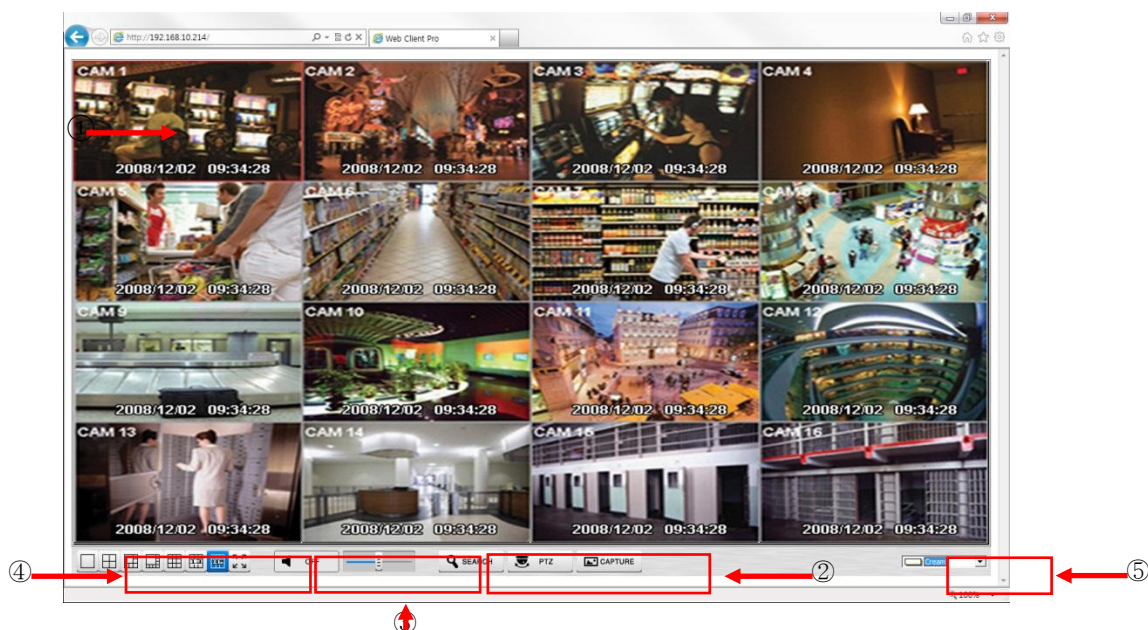 http://192.168.10.214/
Web Client Pro
CAM 1
CAM 2
CAM 3
CAM 4
①
2008/12/02 09:34:28
2008/12/02 09:34:28
2008/12/02 09:34:28
2008/12/02 09:34:28
CAM 5
CAM 6
CAM 7
CAM 8
2008/12/02 09:34:28
2008/12/02 09:34:28
2008/12/02 09:34:28
2008/12/02 09:34:28
CAM 9
CAM 10
CAM 11
CAM 12
2008/12/02 09:34:28
2008/12/02 09:34:28
2008/12/02 09:34:28
2008/12/02 09:34:28
CAM 13
CAM 14
CAM 15
CAM 16
2008/12/02 09:34:28
2008/12/02 09:34:28
2008/12/02 09:34:28
2008/12/02 09:34:28
OFF
SEARCH
PTZ
CAPTURE
Cream
④
②
⑤
100%
③